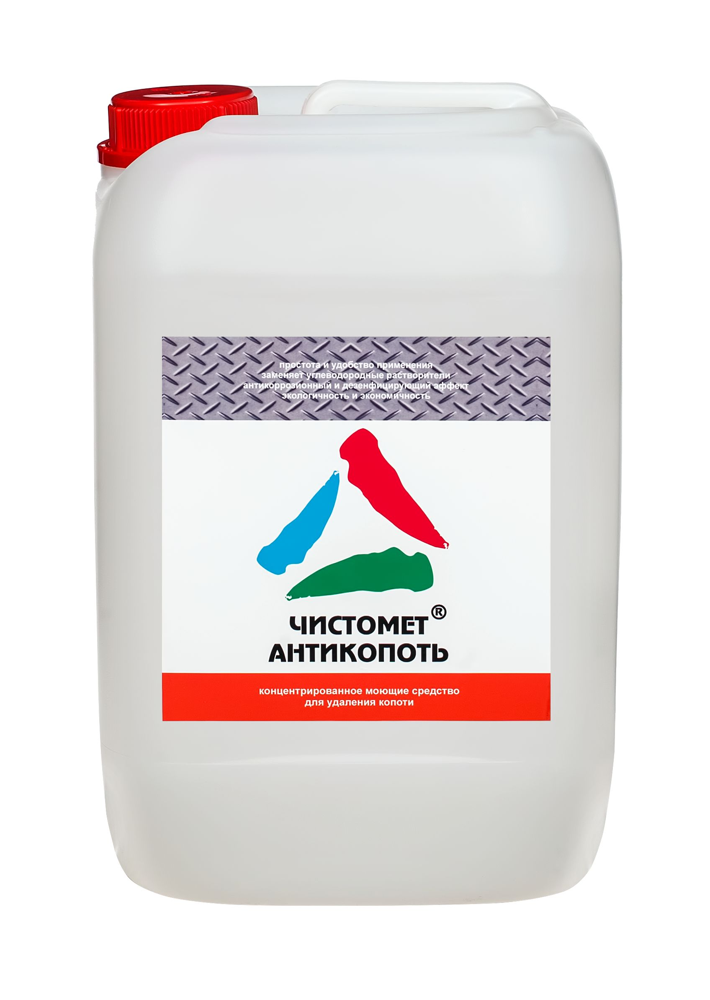 простота и удобство применения
заменяет углеводородные растворители
антикоррозионный и дезенфицирующий эффект
экологичность и экономичность
ЧИСТОМЕТ®
АНТИКОПОТЬ
концентрированное моющие средство
для удаления копоти